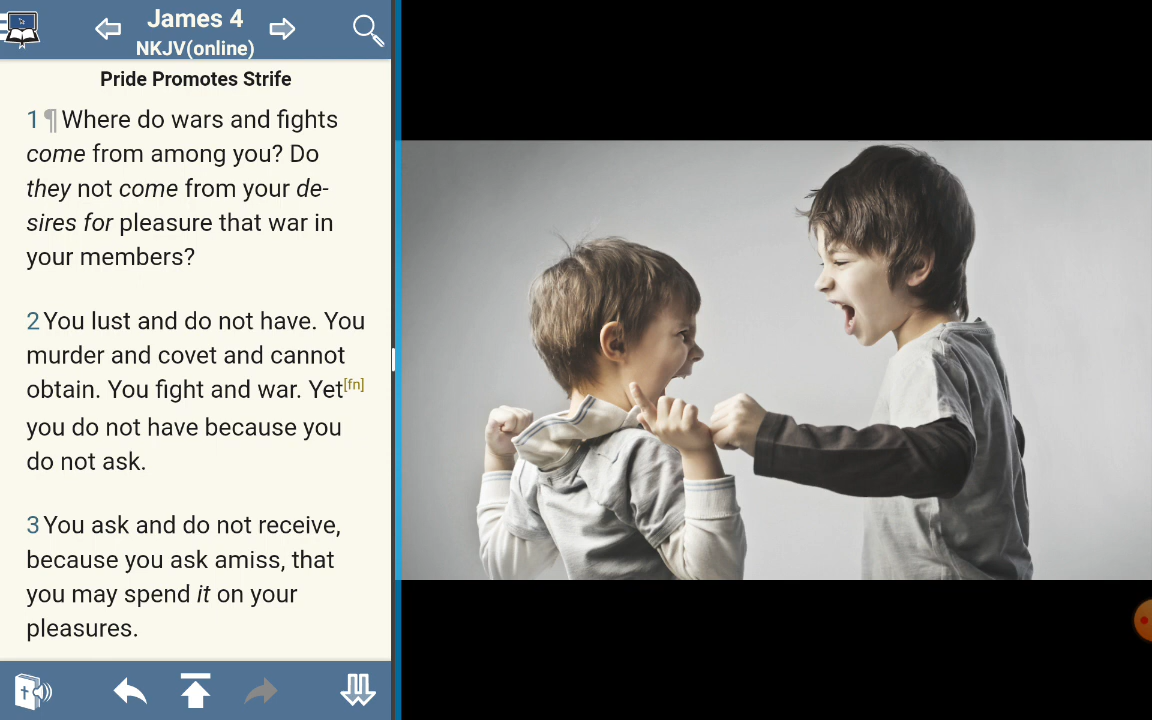 James 4
NKJV(online)
Pride Promotes Strife
1 ¶ Where do wars and fights
come from among you? Do
they not come from your de-
sires for pleasure that war in
your members?
2 You lust and do not have. You
murder and covet and cannot
obtain. You fight and war. Yet[fn]
you do not have because you
do not ask.
3 You ask and do not receive,
because you ask amiss, that
you may spend it on your
pleasures.